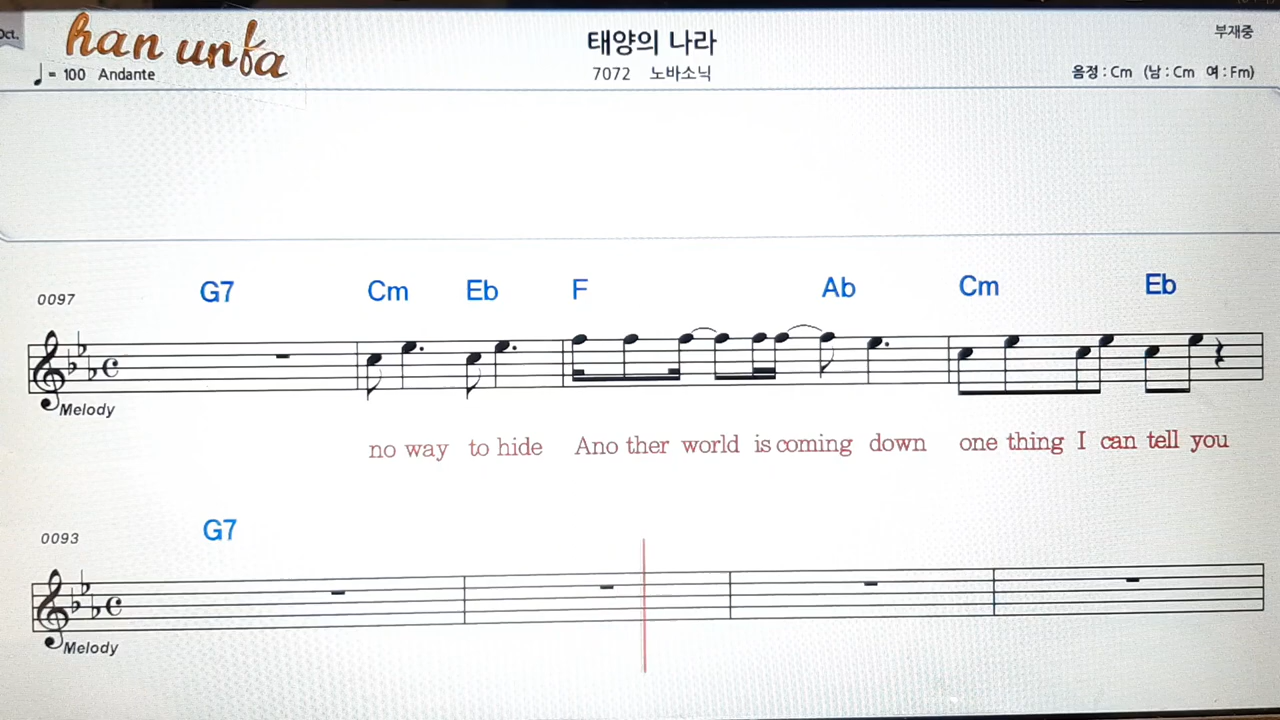 Oct.
han unfa
태양의 나라
부재중
♩ = 100 Andante
7072 노바소닉
음정 : Cm (남 : Cm 여 : Fm)
0097 G7 Cm Eb F Ab Cm Eb
Melody
no way to hide Ano ther world is coming down one thing I can tell you
0093 G7
Melody